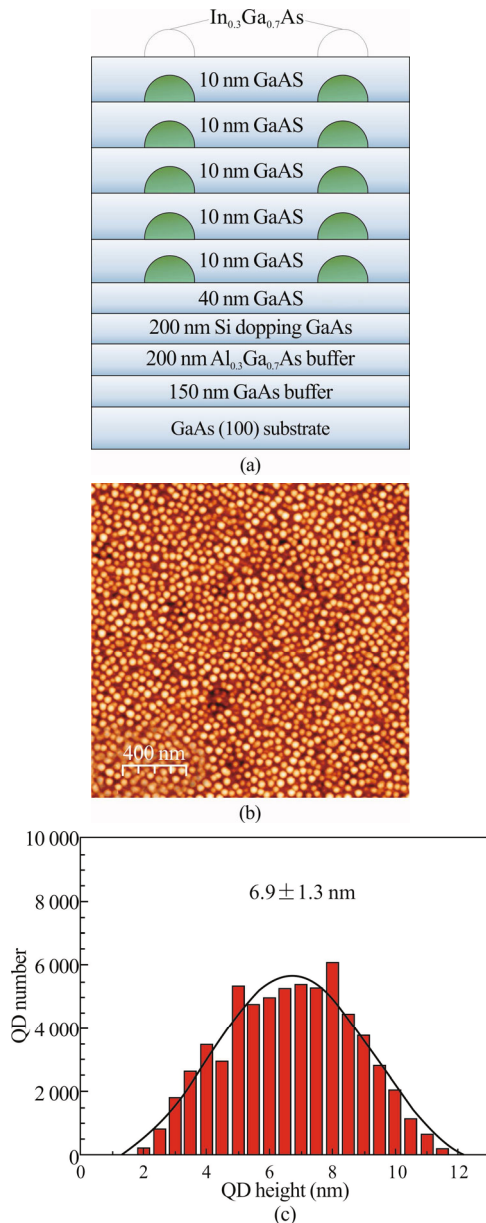 In₀.₃Ga₀.₇As
10 nm GaAS
10 nm GaAS
10 nm GaAS
10 nm GaAS
10 nm GaAS
40 nm GaAS
200 nm Si dopping GaAs
200 nm Al₀.₃Ga₀.₇As buffer
150 nm GaAs buffer
GaAs (100) substrate
(a)
400 nm
(b)
10 000
8 000
6 000
4 000
2 000
0
QD number
6.9±1.3 nm
0 2 4 6 8 10 12
QD height (nm)
(c)